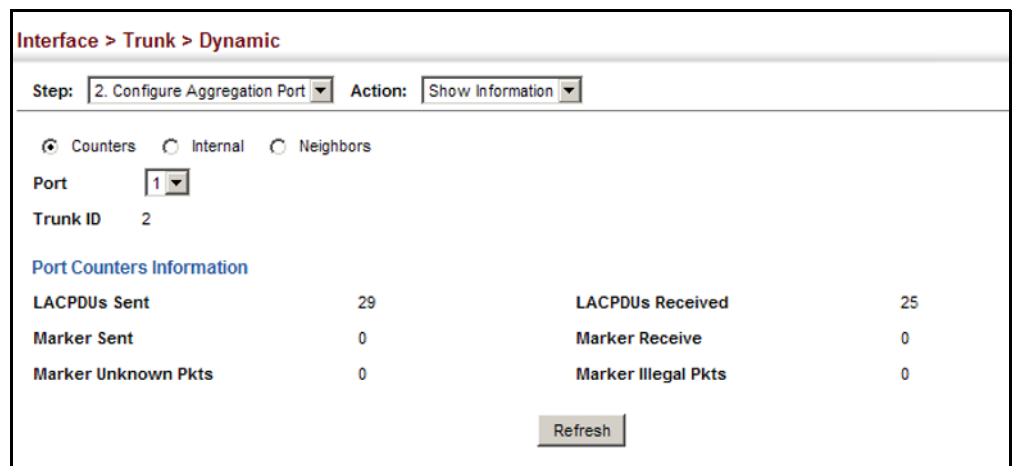 Interface > Trunk > Dynamic
Step: 2. Configure Aggregation Port Action: Show Information
Counters Internal Neighbors
Port 1
Trunk ID 2
Port Counters Information
LACPDUs Sent 29 LACPDUs Received 25
Marker Sent 0 Marker Receive 0
Marker Unknown Pkts 0 Marker Illegal Pkts 0
Refresh